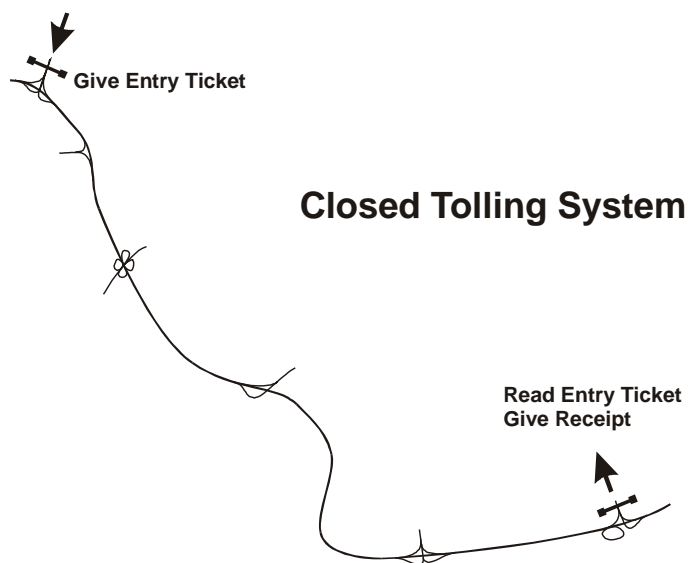 Give Entry Ticket
Closed Tolling System
Read Entry Ticket
Give Receipt